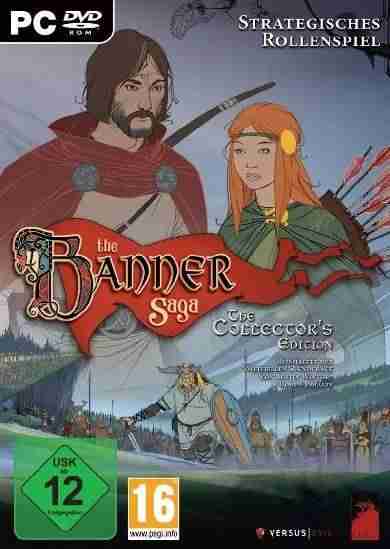 PC DVD
ROM
STRATEGISCHES
ROLLENSPIEL
the
BANNER
Saga
The
COLLECTOR'S
EDITION
USK
ab
12
freigegeben
16
www.pegi.info
VERSUS EVIL